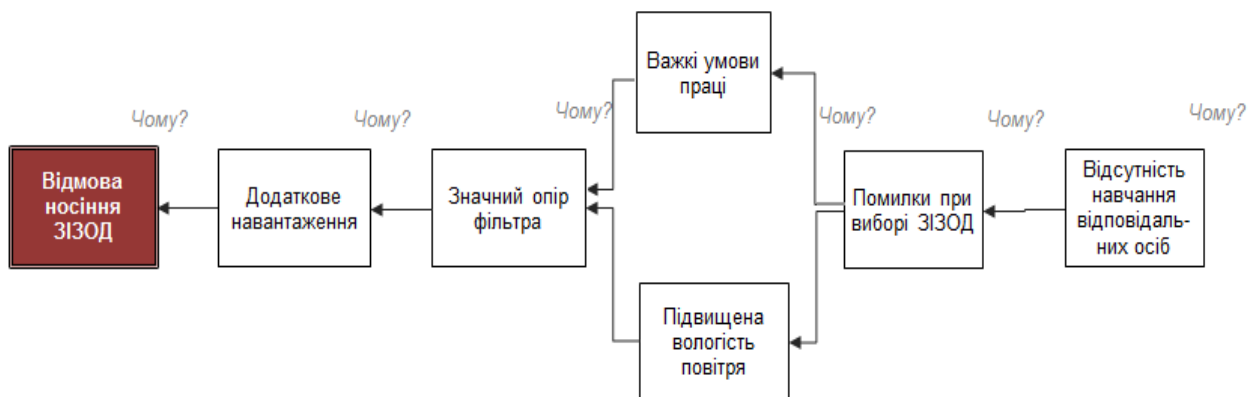 Чому?
Чому?
Чому?
Чому?
Чому?
Чому?
Відмова
носіння
ЗІЗОД
Додаткове
навантаження
Значний опір
фільтра
Важкі умови
праці
Підвищена
вологість
повітря
Помилки при
виборі ЗІЗОД
Відсутність
навчання
відповідаль-
них осіб